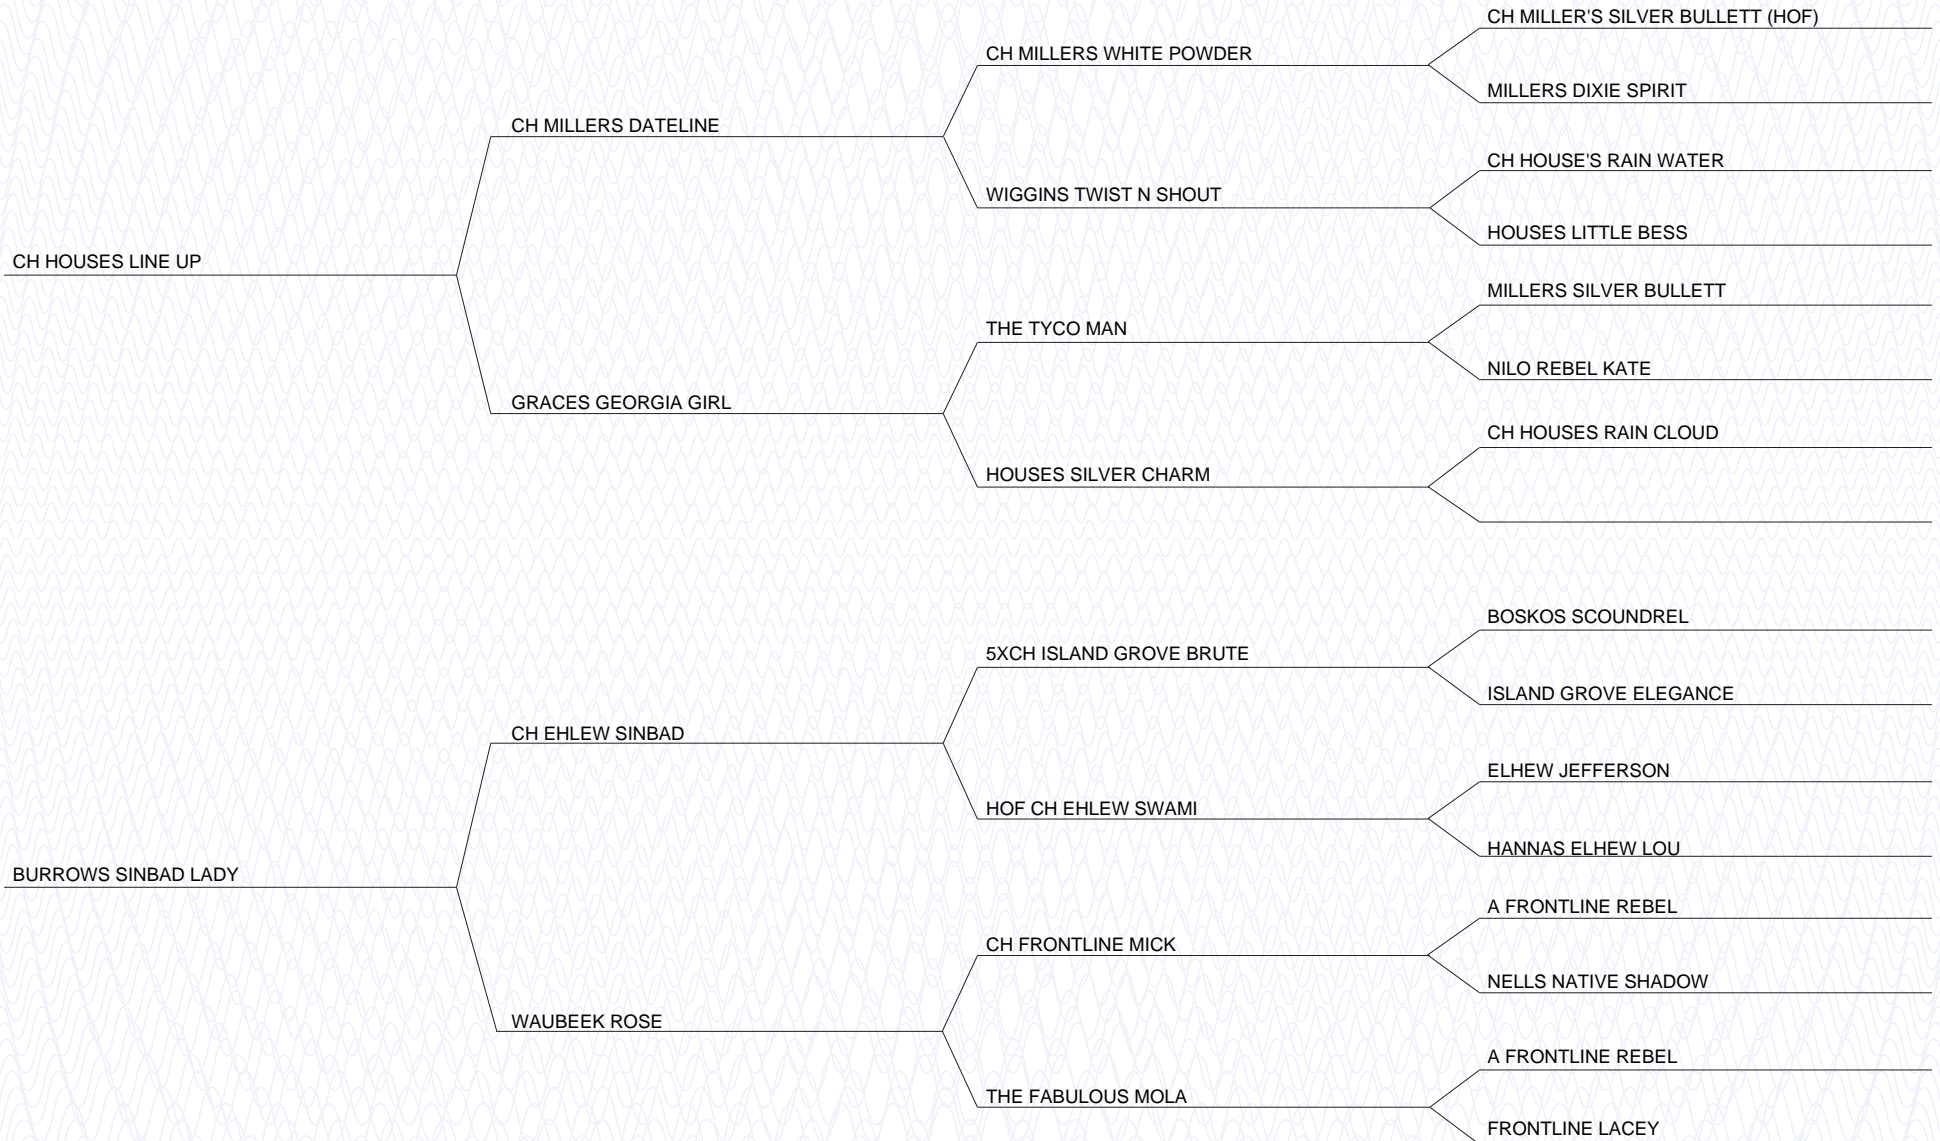 CH MILLER'S SILVER BULLETT (HOF)
CH MILLERS WHITE POWDER
MILLERS DIXIE SPIRIT
CH MILLERS DATELINE
CH HOUSE'S RAIN WATER
WIGGINS TWIST N SHOUT
HOUSES LITTLE BESS
CH HOUSES LINE UP
MILLERS SILVER BULLETT
THE TYCO MAN
NILO REBEL KATE
GRACES GEORGIA GIRL
CH HOUSES RAIN CLOUD
HOUSES SILVER CHARM
BOSKOS SCOUNDREL
5XCH ISLAND GROVE BRUTE
ISLAND GROVE ELEGANCE
CH EHLEW SINBAD
ELHEW JEFFERSON
HOF CH EHLEW SWAMI
HANNAS ELHEW LOU
BURROWS SINBAD LADY
A FRONTLINE REBEL
CH FRONTLINE MICK
NELLS NATIVE SHADOW
WAUBEEK ROSE
A FRONTLINE REBEL
THE FABULOUS MOLA
FRONTLINE LACEY